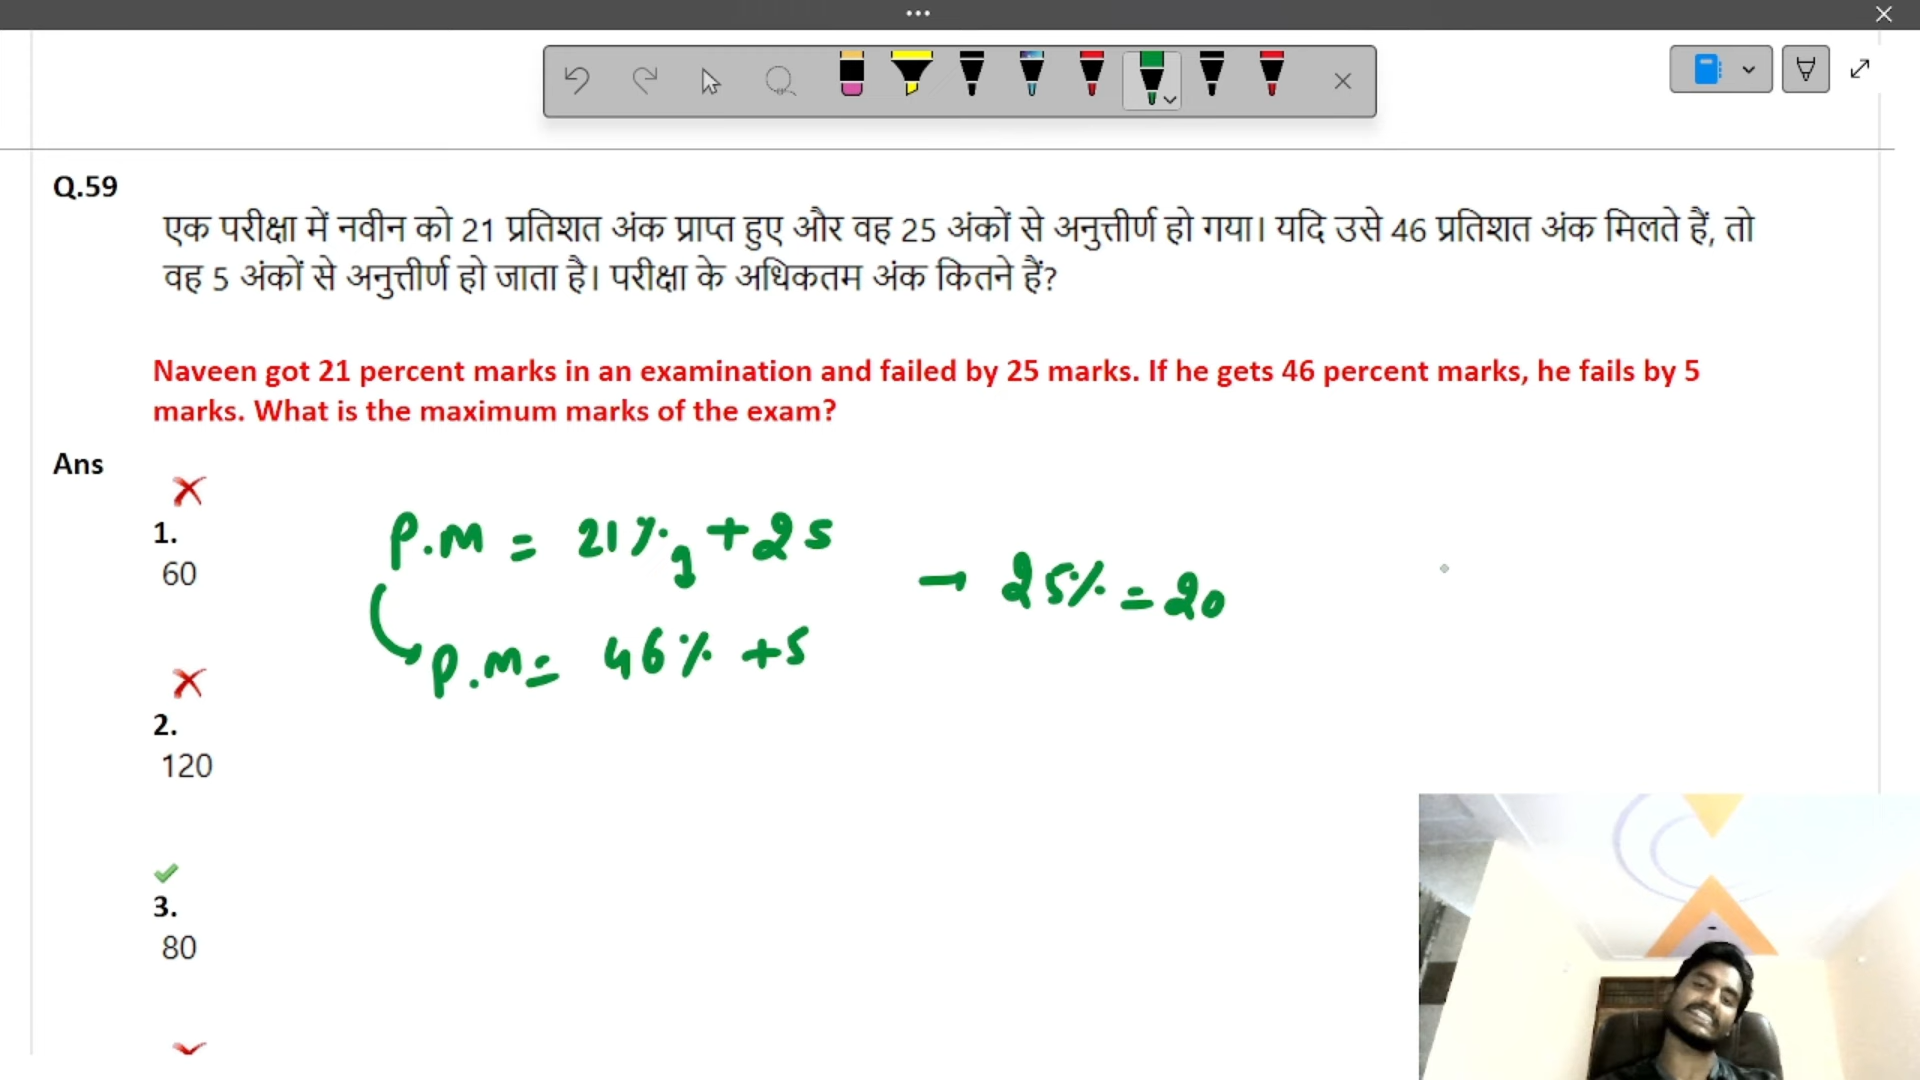 Q.59
एक परीक्षा में नवीन को 21 प्रतिशत अंक प्राप्त हुए और वह 25 अंकों से अनुत्तीर्ण हो गया। यदि उसे 46 प्रतिशत अंक मिलते हैं, तो
वह 5 अंकों से अनुत्तीर्ण हो जाता है। परीक्षा के अधिकतम अंक कितने हैं?
Naveen got 21 percent marks in an examination and failed by 25 marks. If he gets 46 percent marks, he fails by 5
marks. What is the maximum marks of the exam?
Ans
1.
60
P.M = 21% + 25
→ 25% = 20
P.M = 46% + 5
2.
120
3.
80